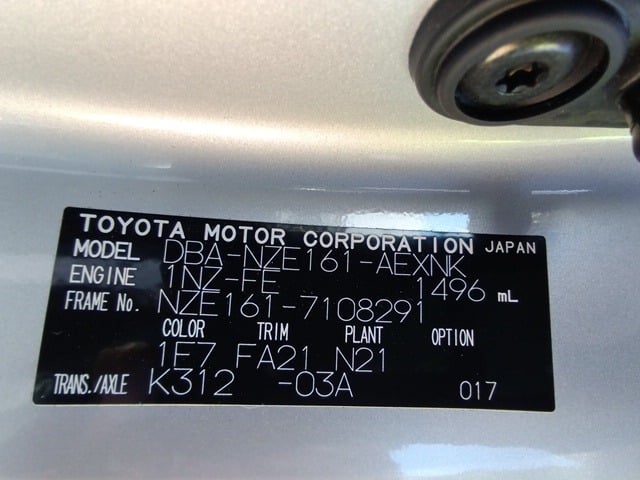 TOYOTA MOTOR CORPORATION JAPAN
MODEL DBA-NZE161-AEXNK
ENGINE 1NZ-FE 1496 mL
FRAME No. NZE161-7108291
COLOR TRIM PLANT OPTION
1F7 FA21 N21
TRANS./AXLE K312 -03A 017